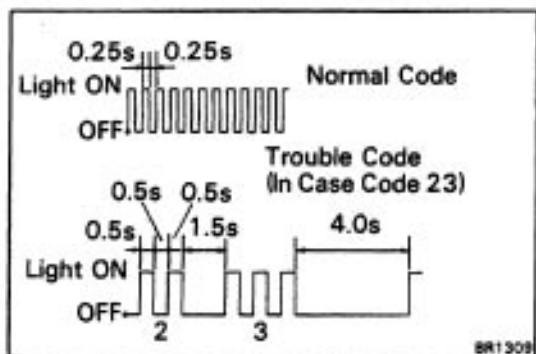 0.25s 0.25s
Light ON
Normal Code
OFF
Trouble Code
(In Case Code 23)
0.5s 0.5s
0.5s 1.5s 4.0s
Light ON
OFF
2 3
BR1309